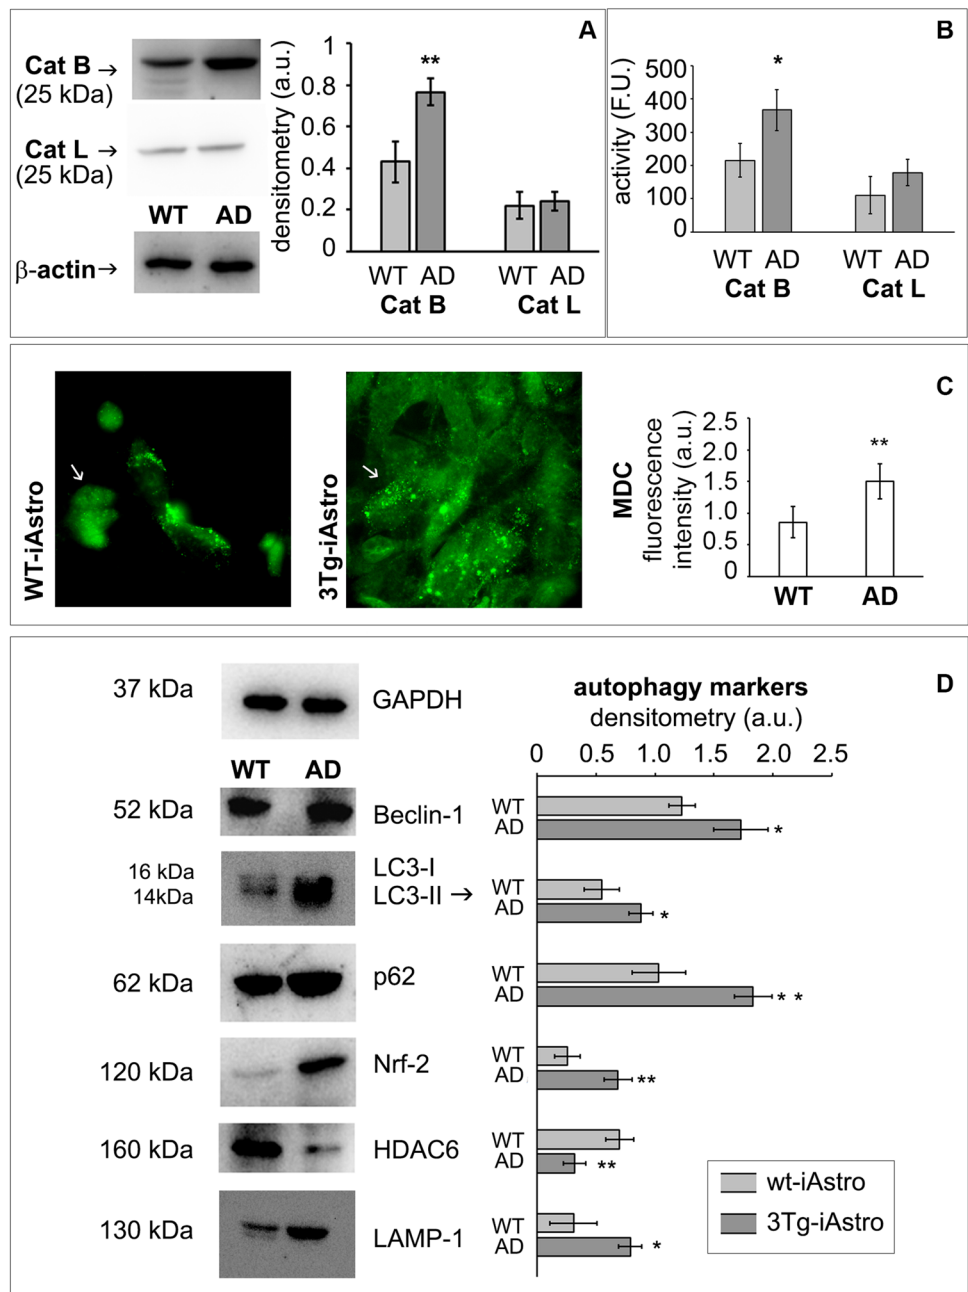 A
Cat B →
(25 kDa)
Cat L →
(25 kDa)
WT AD
β-actin→
densitometry (a.u.)
1
0.8
0.6
0.4
0.2
0
**
WT AD WT AD
Cat B Cat L
B
activity (F.U.)
500
400
300
200
100
0
*
WT AD WT AD
Cat B Cat L
C
WT-iAstro
3Tg-iAstro
MDC
fluorescence
intensity (a.u.)
2.5
2.0
1.5
1.0
0.5
0
**
WT AD
D
37 kDa GAPDH
WT AD
52 kDa Beclin-1
16 kDa LC3-I
14kDa LC3-II →
62 kDa p62
120 kDa Nrf-2
160 kDa HDAC6
130 kDa LAMP-1
autophagy markers
densitometry (a.u.)
0 0.5 1.0 1.5 2.0 2.5
WT
AD *
WT
AD *
WT
AD * *
WT
AD **
WT
AD **
WT
AD *
wt-iAstro
3Tg-iAstro